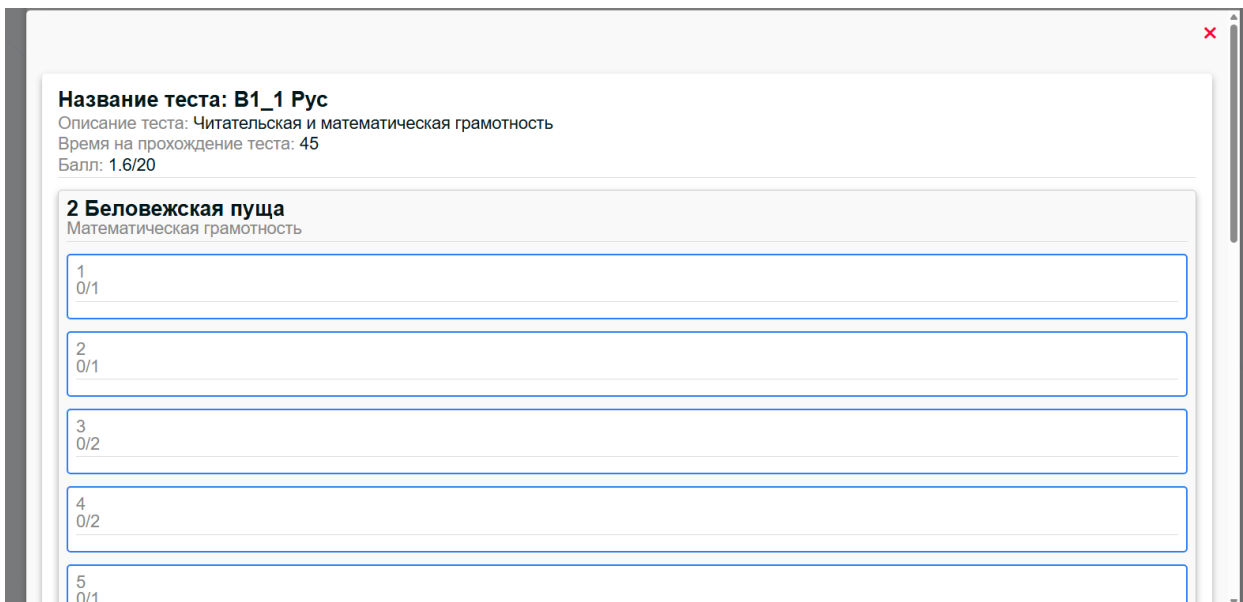 Название теста: В1_1 Рус
Описание теста: Читательская и математическая грамотность
Время на прохождение теста: 45
Балл: 1.6/20
2 Беловежская пуща
Математическая грамотность
1
0/1
2
0/1
3
0/2
4
0/2
5
0/1